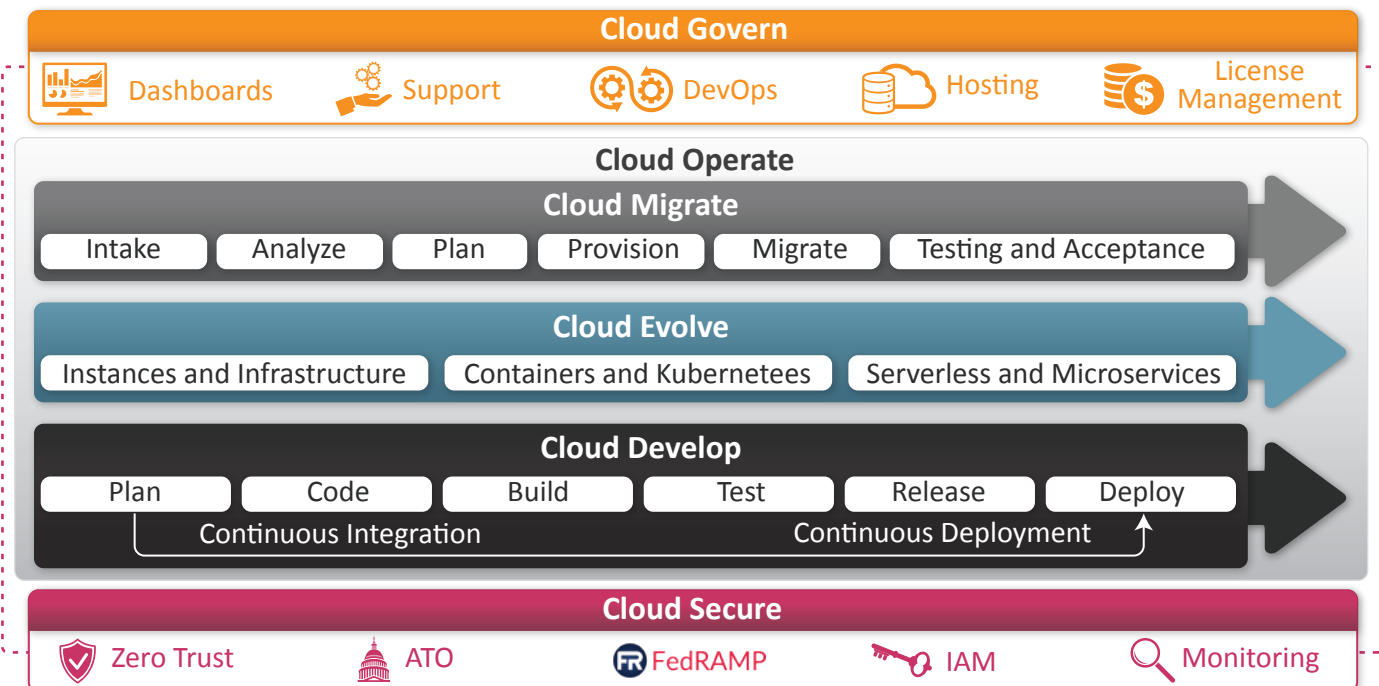 Cloud Govern
Dashboards
Support
DevOps
Hosting
License
Management
Cloud Operate
Cloud Migrate
Intake
Analyze
Plan
Provision
Migrate
Testing and Acceptance
Cloud Evolve
Instances and Infrastructure
Containers and Kubernetees
Serverless and Microservices
Cloud Develop
Plan
Code
Build
Test
Release
Deploy
Continuous Integration
Continuous Deployment
Cloud Secure
Zero Trust
ATO
FR FedRAMP
IAM
Monitoring